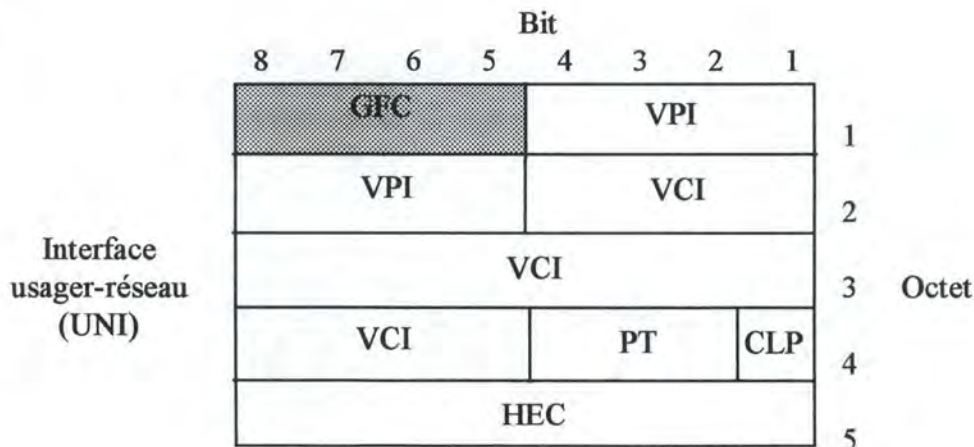 Bit
8 7 6 5 4 3 2 1
GFC VPI 1
VPI VCI 2
Interface
usager-réseau
(UNI)
VCI 3 Octet
VCI PT CLP 4
HEC 5